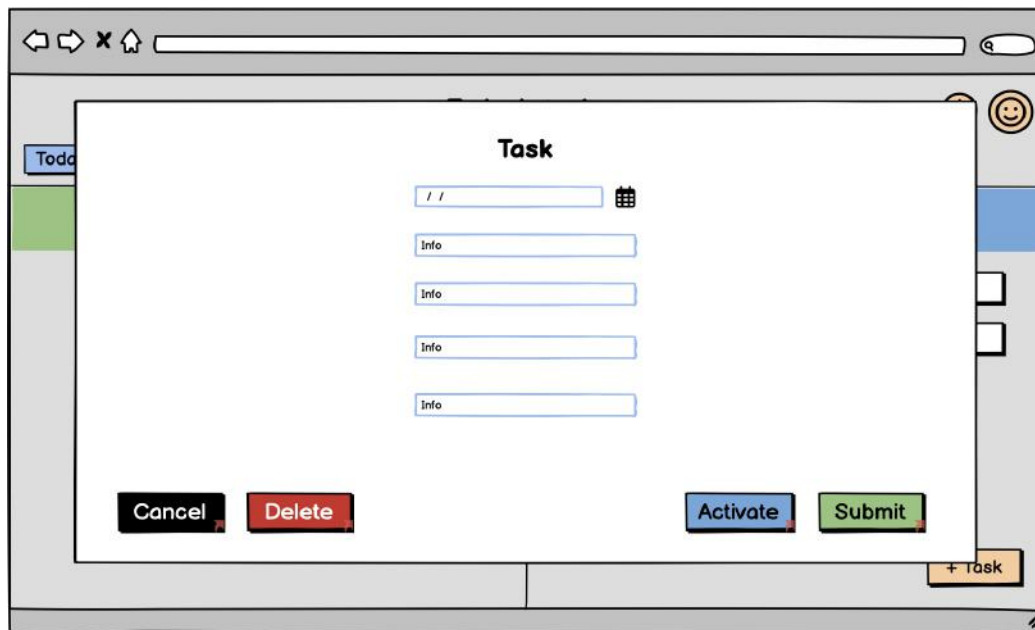 Toda
Task
/ /
Info
Info
Info
Info
Cancel Delete Activate Submit
+ Task